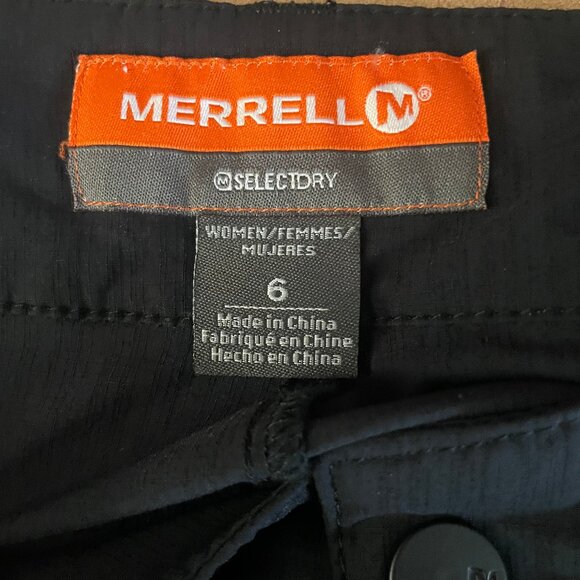 MERRELL M®
M SELECTDRY
WOMEN/FEMMES/
MUJERES
6
Made in China
Fabriqué en Chine
Hecho en China